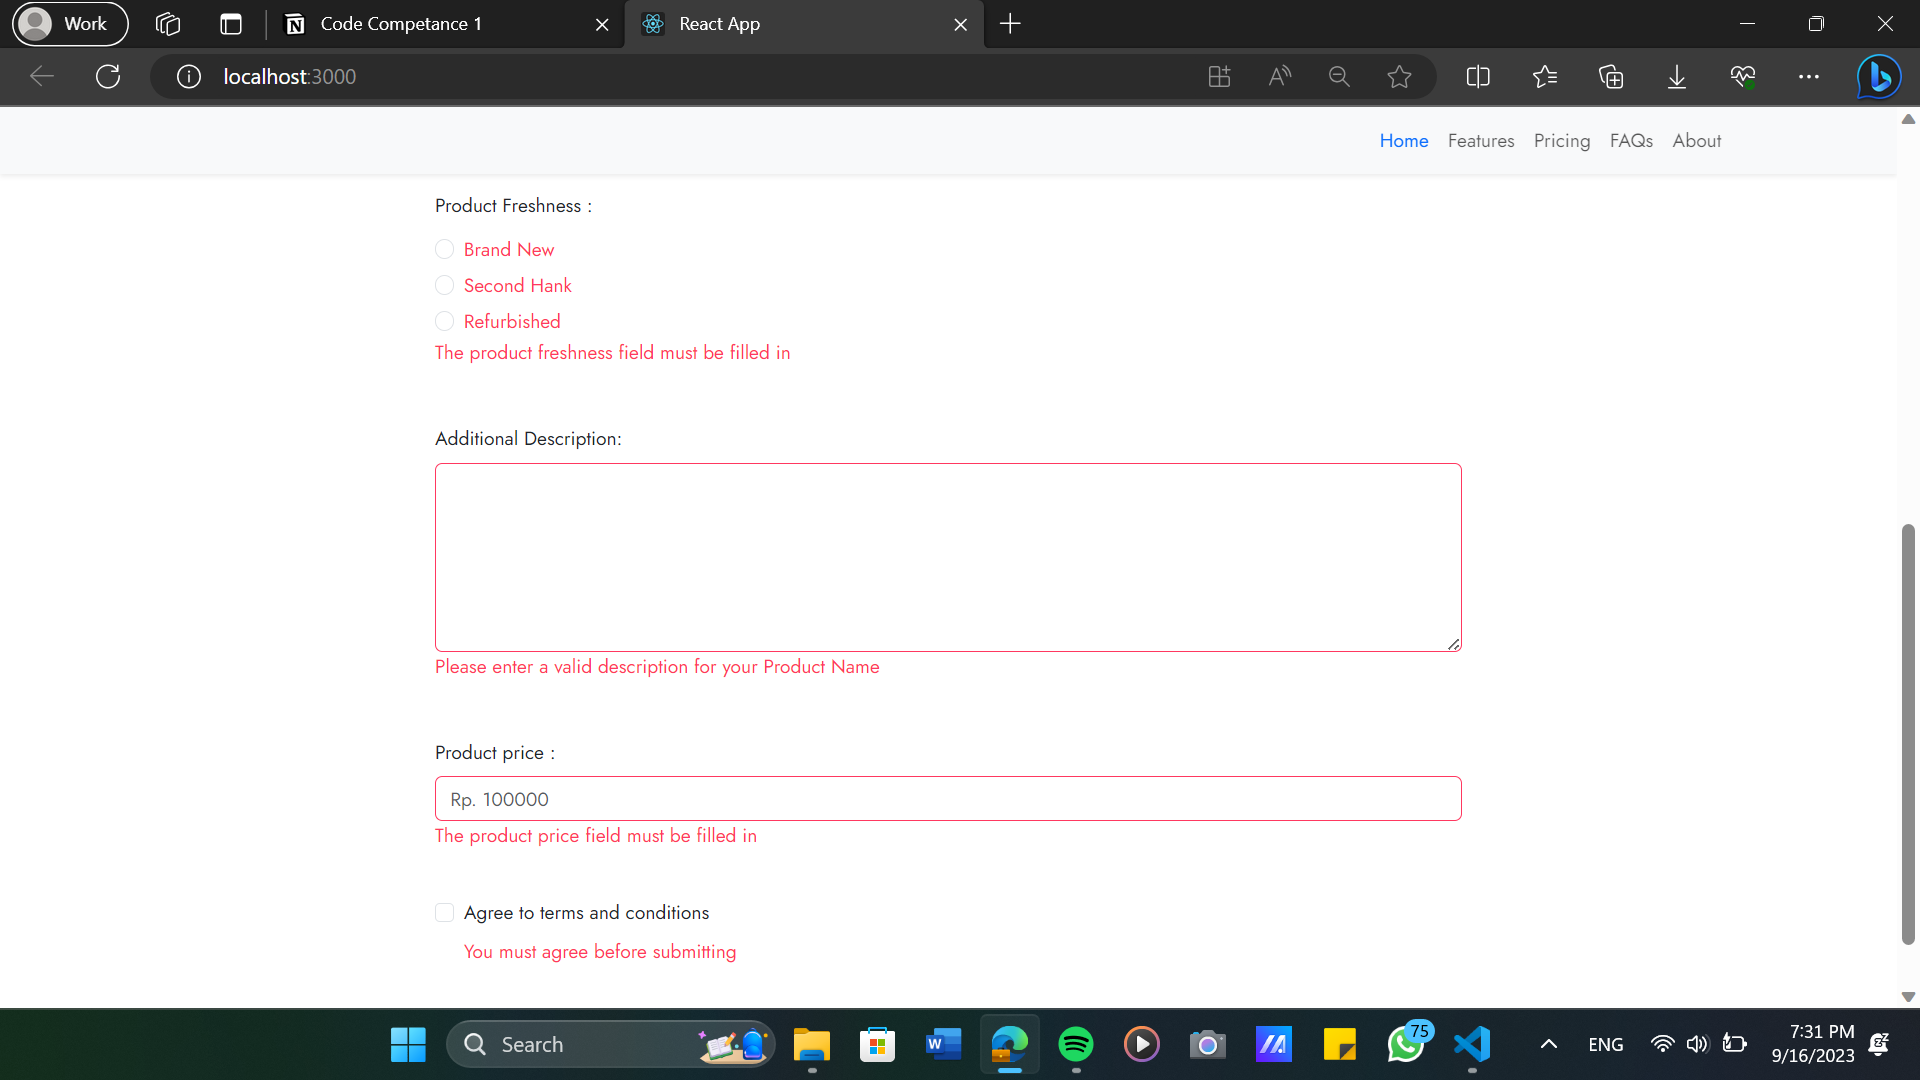 Work
Code Competance 1
React App
localhost:3000
Home Features Pricing FAQs About
Product Freshness :
Brand New
Second Hank
Refurbished
The product freshness field must be filled in
Additional Description:
Please enter a valid description for your Product Name
Product price :
Rp. 100000
The product price field must be filled in
Agree to terms and conditions
You must agree before submitting
Search
75
ENG
7:31 PM
9/16/2023